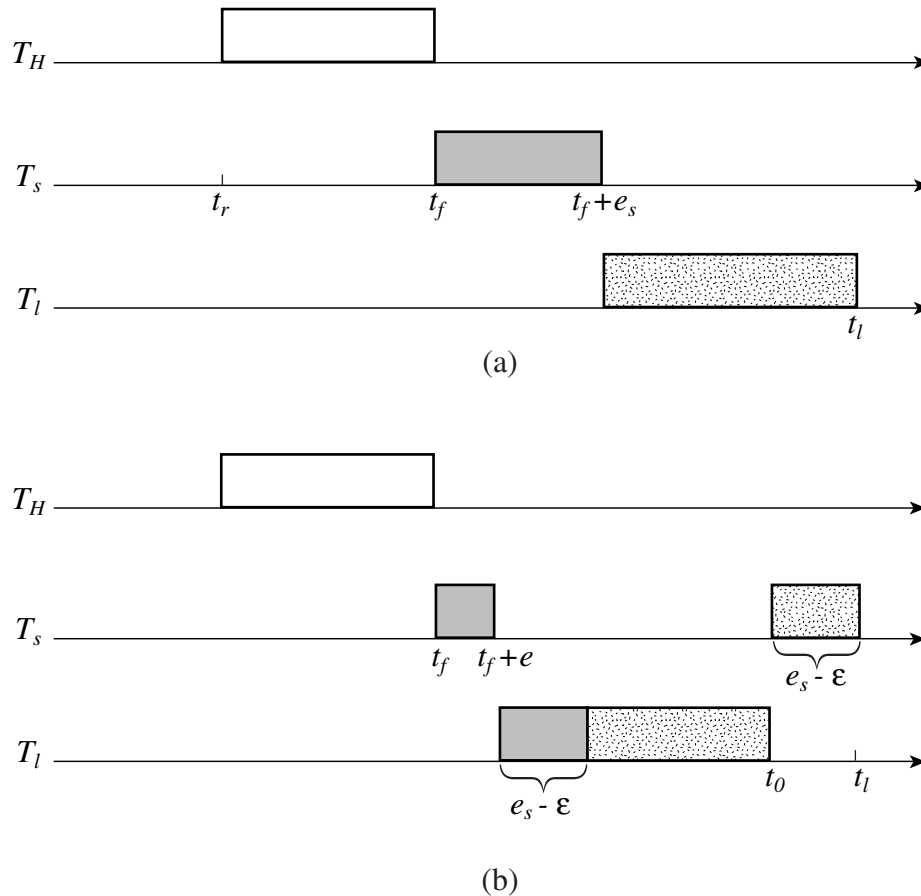 T_H
T_s
t_r t_f t_f + e_s
T_l
t_l
(a)
T_H
T_s
t_f t_f + e e_s - ε
T_l
e_s - ε t_0 t_l
(b)